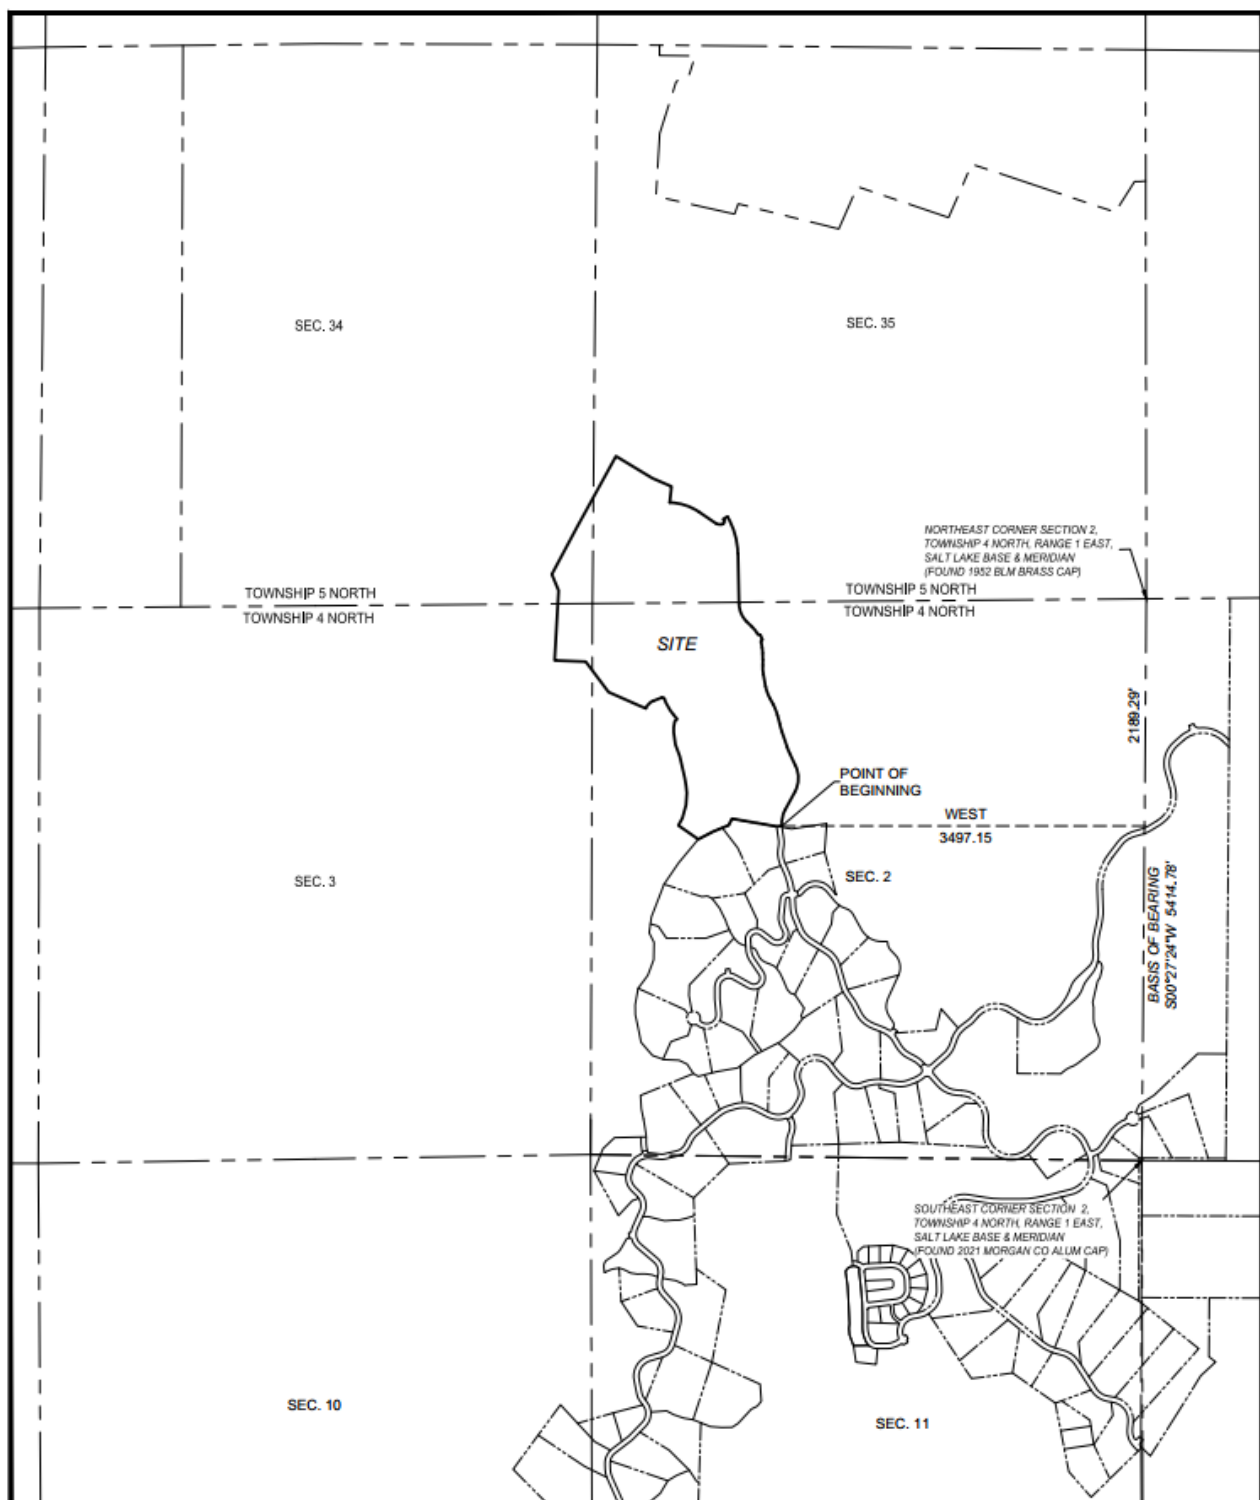 SEC. 34
SEC. 35
NORTHEAST CORNER SECTION 2,
TOWNSHIP 4 NORTH, RANGE 1 EAST,
SALT LAKE BASE & MERIDIAN
(FOUND 1952 BLM BRASS CAP)
TOWNSHIP 5 NORTH
TOWNSHIP 4 NORTH
TOWNSHIP 5 NORTH
TOWNSHIP 4 NORTH
SITE
2189.29'
POINT OF
BEGINNING
WEST
3497.15
SEC. 3
SEC. 2
BASIS OF BEARING
S00°27'24"W 5414.78'
SOUTHEAST CORNER SECTION 2,
TOWNSHIP 4 NORTH, RANGE 1 EAST,
SALT LAKE BASE & MERIDIAN
(FOUND 2021 MORGAN CO ALUM CAP)
SEC. 10
SEC. 11